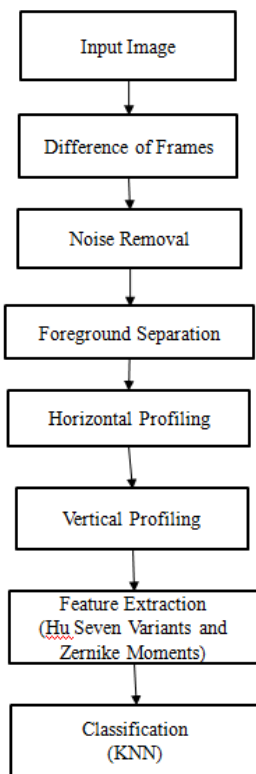 Input Image
Difference of Frames
Noise Removal
Foreground Separation
Horizontal Profiling
Vertical Profiling
Feature Extraction
(Hu Seven Variants and
Zernike Moments)
Classification
(KNN)